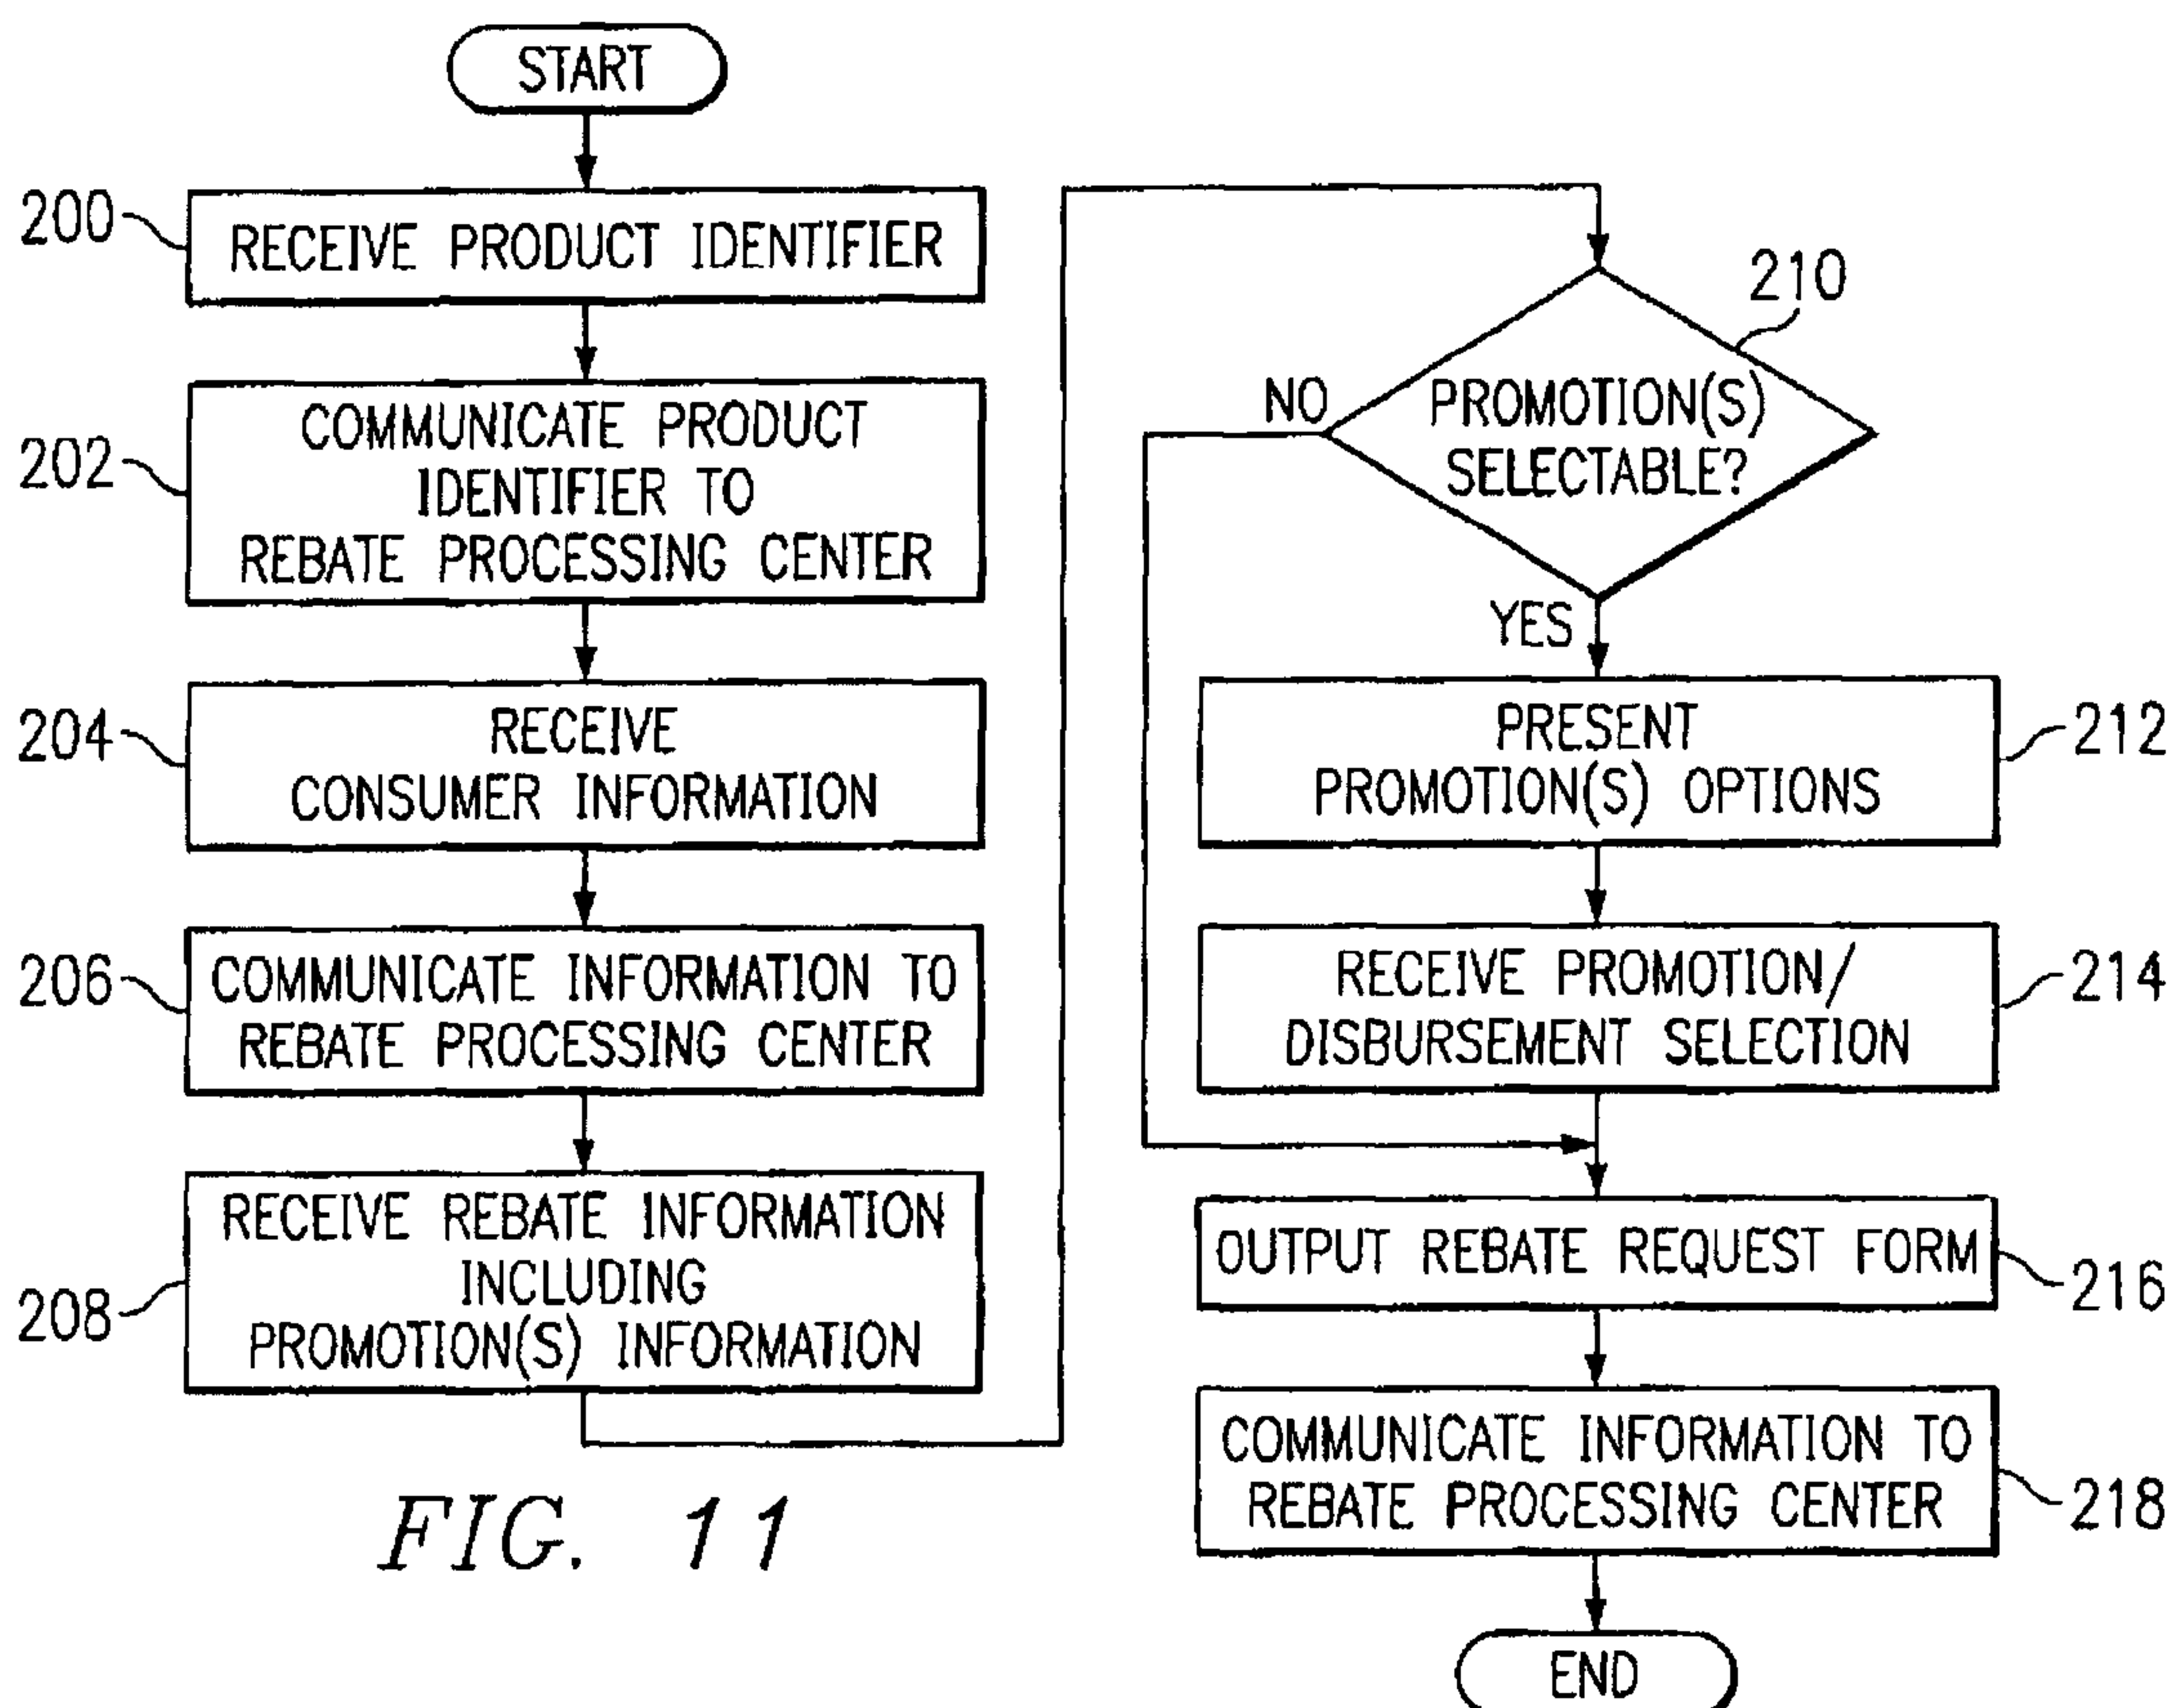 START
200
RECEIVE PRODUCT IDENTIFIER
202
COMMUNICATE PRODUCT
IDENTIFIER TO
REBATE PROCESSING CENTER
204
RECEIVE
CONSUMER INFORMATION
206
COMMUNICATE INFORMATION TO
REBATE PROCESSING CENTER
208
RECEIVE REBATE INFORMATION
INCLUDING
PROMOTION(S) INFORMATION
210
PROMOTION(S)
SELECTABLE?
NO
YES
PRESENT
PROMOTION(S) OPTIONS
212
RECEIVE PROMOTION/
DISBURSEMENT SELECTION
214
OUTPUT REBATE REQUEST FORM
216
COMMUNICATE INFORMATION TO
REBATE PROCESSING CENTER
218
END
FIG. 11